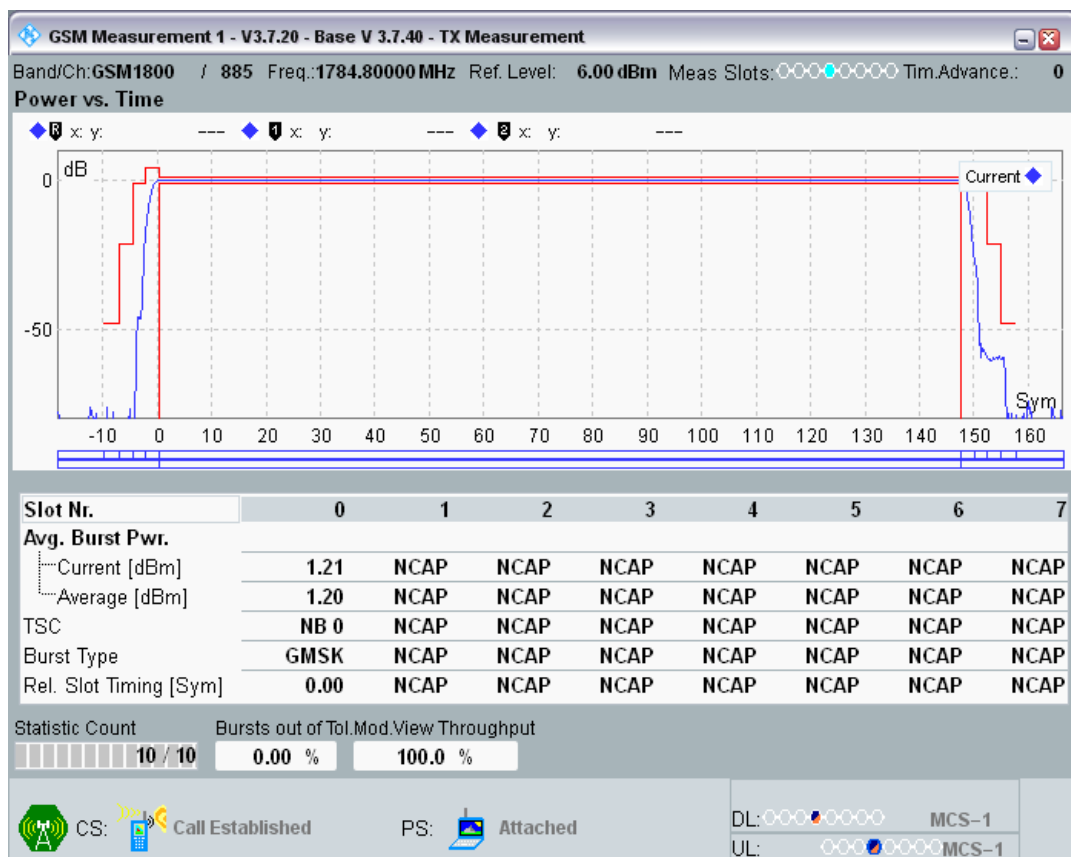 GSM Measurement 1 - V3.7.20 - Base V 3.7.40 - TX Measurement
Band/Ch:GSM1800 / 885 Freq.:1784.80000 MHz Ref. Level: 6.00 dBm Meas Slots: Tim.Advance.: 0
Power vs. Time
R x: y: --- 1 x: y: --- 2 x: y: ---
dB
Current
0
-50
Sym
-10 0 10 20 30 40 50 60 70 80 90 100 110 120 130 140 150 160
Slot Nr. 0 1 2 3 4 5 6 7
Avg. Burst Pwr.
Current [dBm] 1.21 NCAP NCAP NCAP NCAP NCAP NCAP NCAP
Average [dBm] 1.20 NCAP NCAP NCAP NCAP NCAP NCAP NCAP
TSC NB 0 NCAP NCAP NCAP NCAP NCAP NCAP NCAP
Burst Type GMSK NCAP NCAP NCAP NCAP NCAP NCAP NCAP
Rel. Slot Timing [Sym] 0.00 NCAP NCAP NCAP NCAP NCAP NCAP NCAP
Statistic Count Bursts out of Tol.Mod.View Throughput
10 / 10 0.00 % 100.0 %
CS: Call Established PS: Attached DL: MCS-1
UL: MCS-1